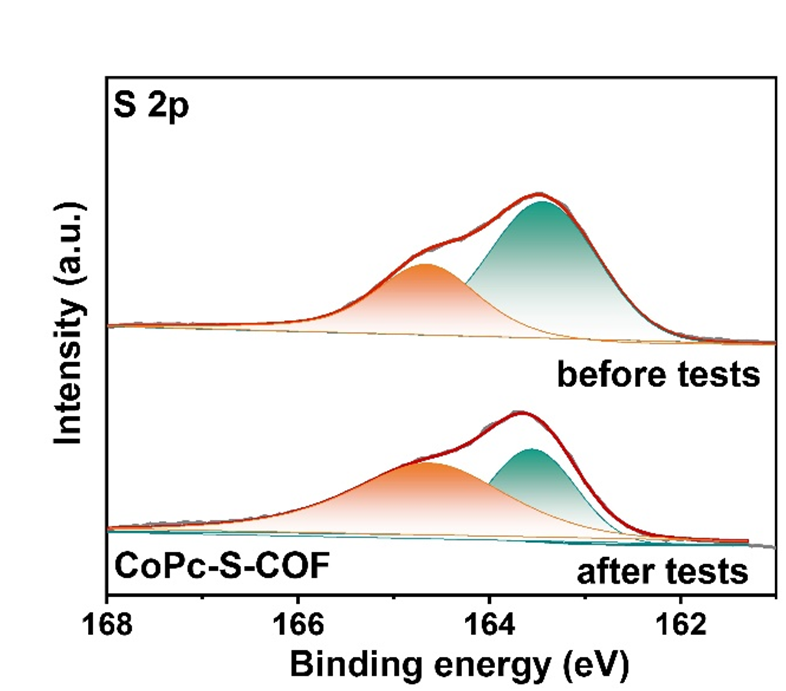 S 2p
Intensity (a.u.)
before tests
CoPc-S-COF
after tests
168
166
164
162
Binding energy (eV)